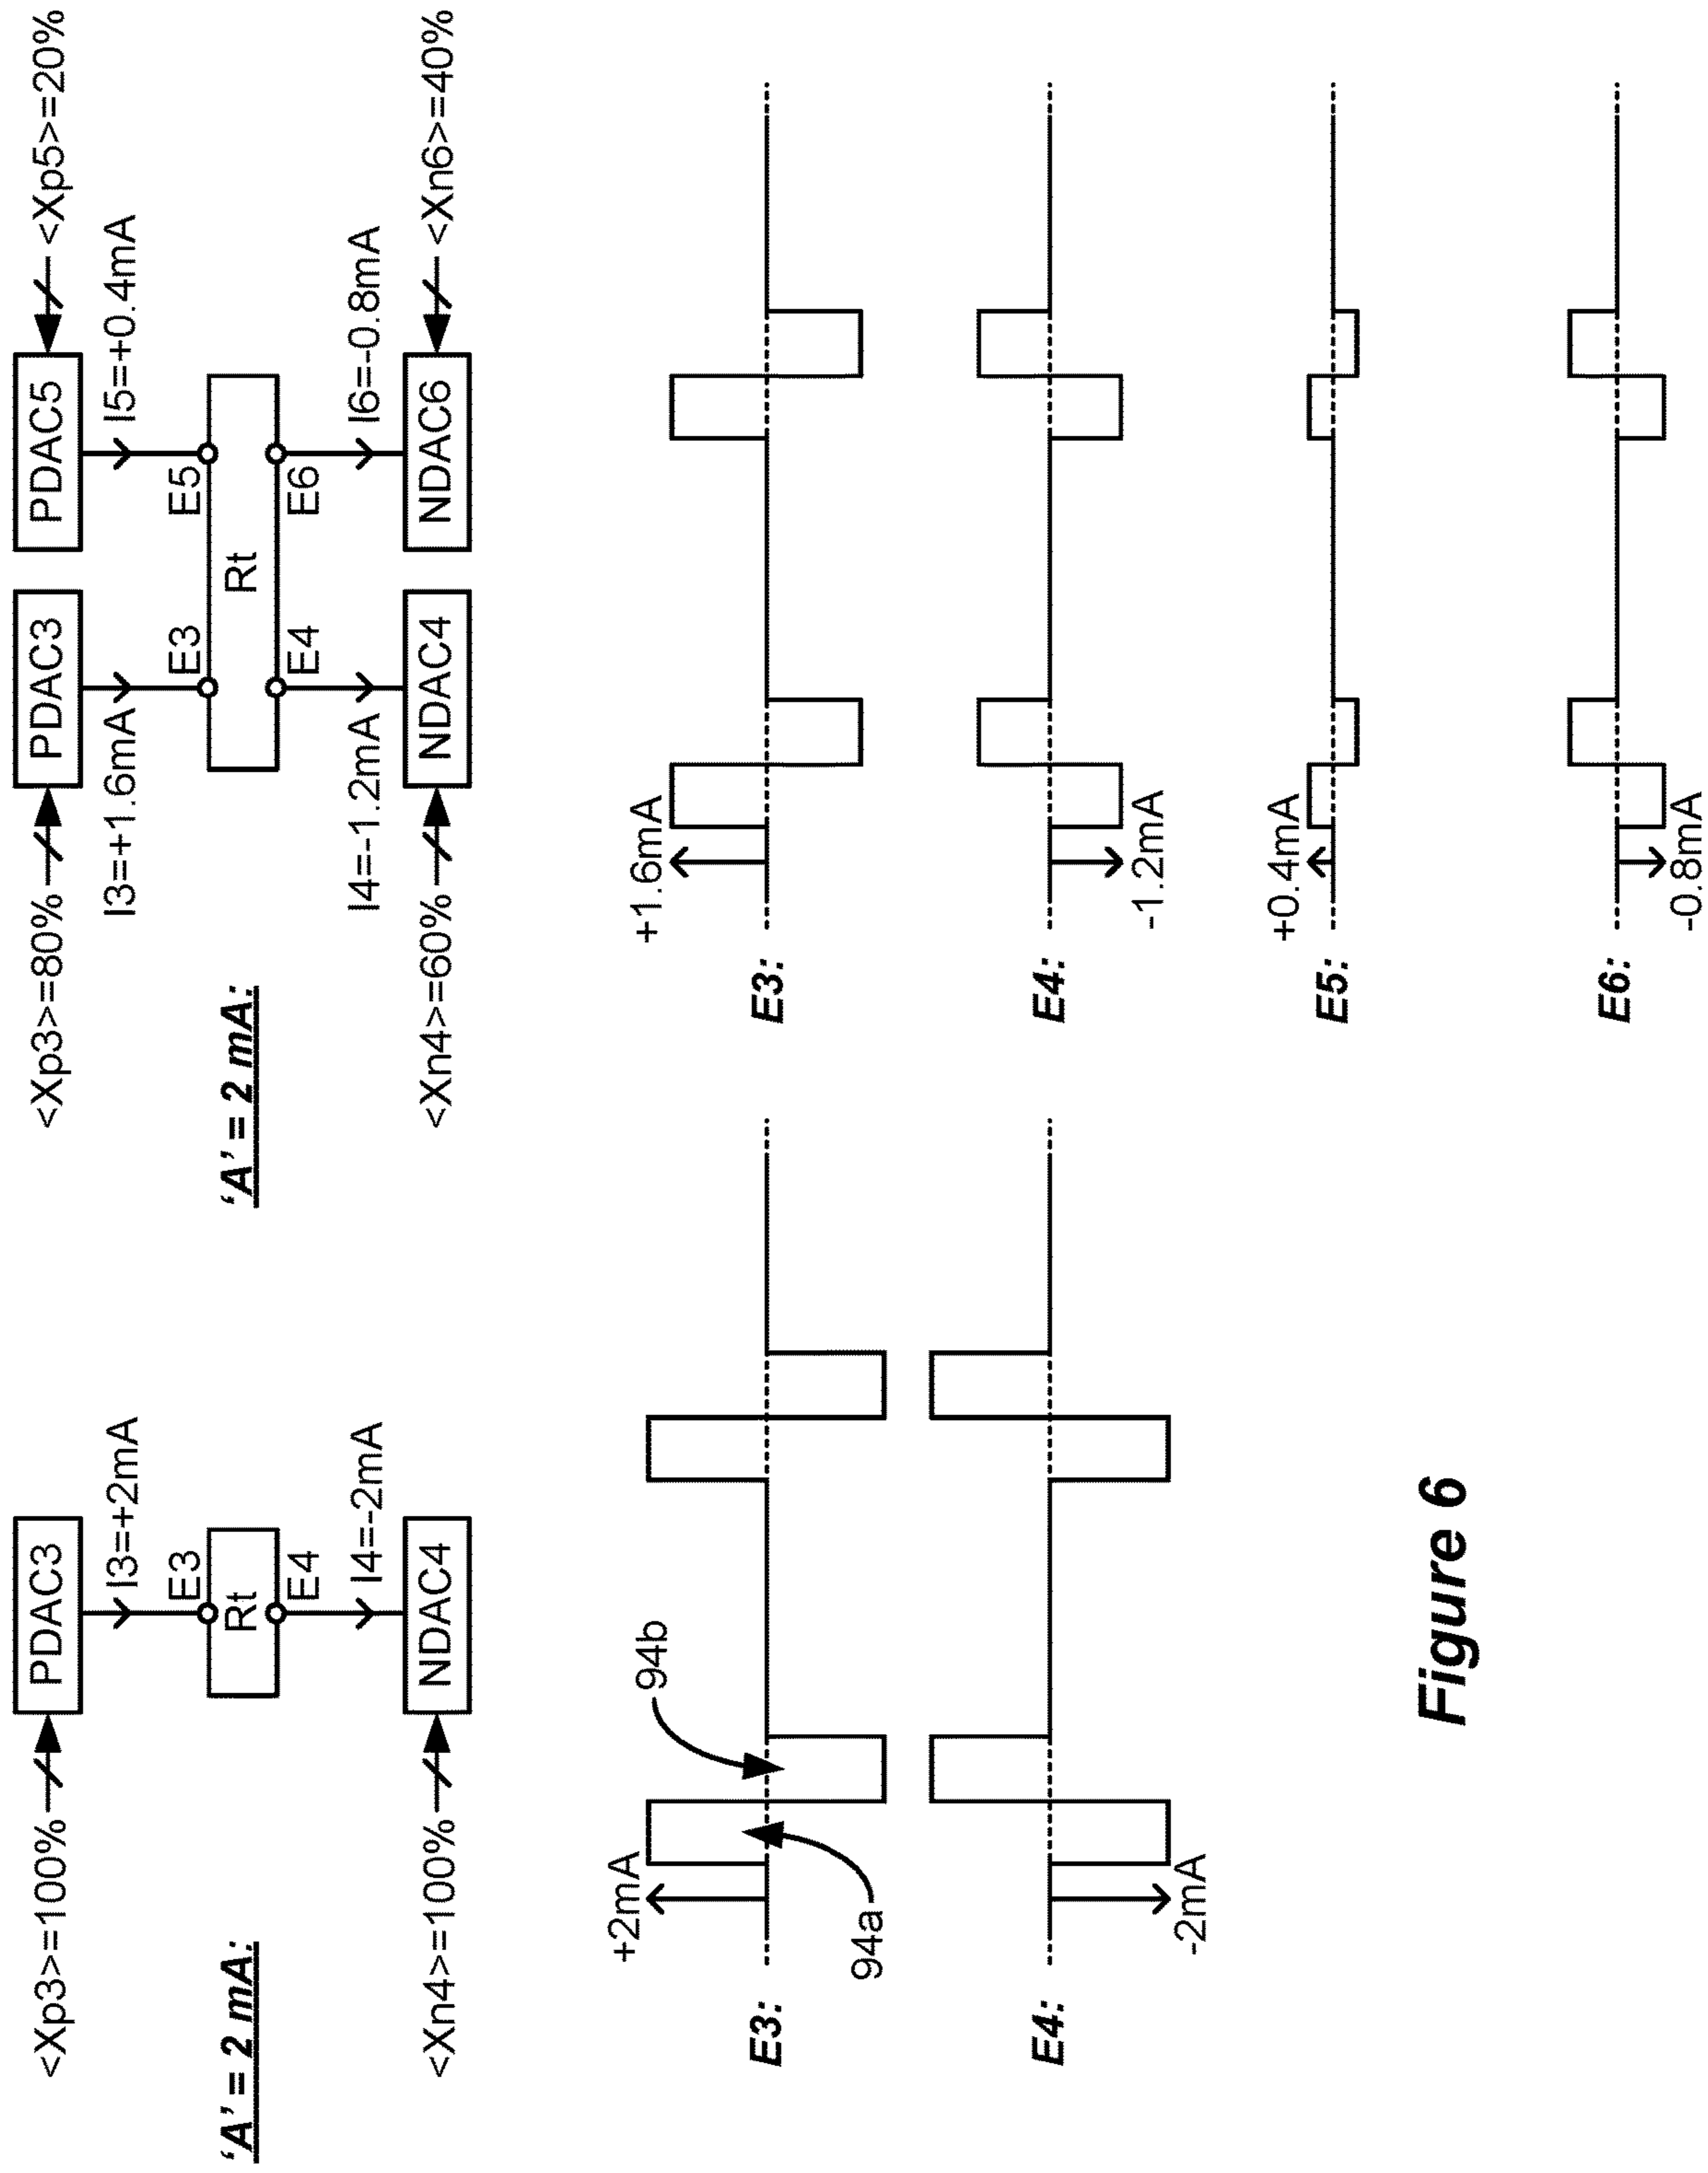 <Xp3>=100%
PDAC3
I3=+2mA
'A' = 2 mA:
E3
Rt
E4
I4=-2mA
<Xn4>=100%
NDAC4
+2mA
94b
E3:
94a
E4:
-2mA
<Xp3>=80%
PDAC3
PDAC5
<Xp5>=20%
I3=+1.6mA
I5=+0.4mA
'A' = 2 mA:
E3
E5
Rt
E4
E6
I4=-1.2mA
I6=-0.8mA
<Xn4>=60%
NDAC4
NDAC6
<Xn6>=40%
+1.6mA
E3:
E4:
-1.2mA
+0.4mA
E5:
E6:
-0.8mA
Figure 6